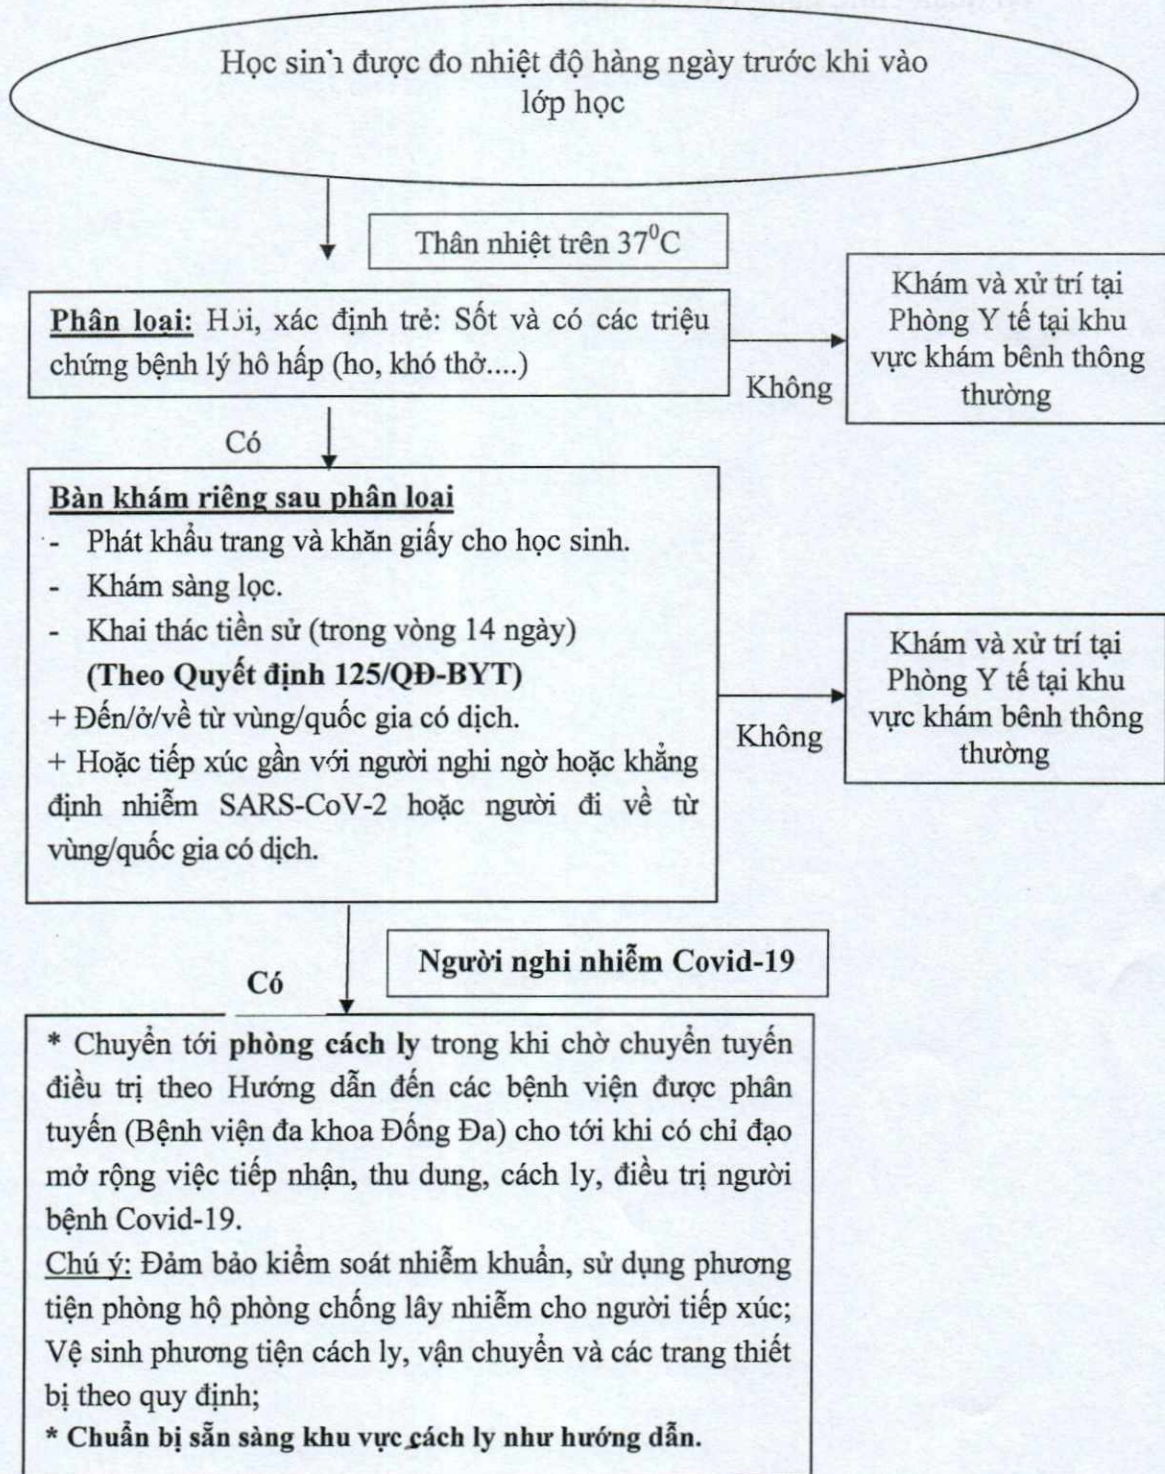 Học sinh được đo nhiệt độ hàng ngày trước khi vào
lớp học
Thân nhiệt trên 37⁰C
Phân loại: Hỏi, xác định trẻ: Sốt và có các triệu
chứng bệnh lý hô hấp (ho, khó thở....)
Không
Khám và xử trí tại
Phòng Y tế tại khu
vực khám bênh thông
thường
Có
Bàn khám riêng sau phân loại
- Phát khẩu trang và khăn giấy cho học sinh.
- Khám sàng lọc.
- Khai thác tiền sử (trong vòng 14 ngày)
(Theo Quyết định 125/QĐ-BYT)
+ Đến/ở/về từ vùng/quốc gia có dịch.
+ Hoặc tiếp xúc gần với người nghi ngờ hoặc khẳng
định nhiễm SARS-CoV-2 hoặc người đi về từ
vùng/quốc gia có dịch.
Không
Khám và xử trí tại
Phòng Y tế tại khu
vực khám bênh thông
thường
Có
Người nghi nhiễm Covid-19
* Chuyển tới phòng cách ly trong khi chờ chuyển tuyến
điều trị theo Hướng dẫn đến các bệnh viện được phân
tuyến (Bệnh viện đa khoa Đống Đa) cho tới khi có chỉ đạo
mở rộng việc tiếp nhận, thu dung, cách ly, điều trị người
bệnh Covid-19.
Chú ý: Đảm bảo kiểm soát nhiễm khuẩn, sử dụng phương
tiện phòng hộ phòng chống lây nhiễm cho người tiếp xúc;
Vệ sinh phương tiện cách ly, vận chuyển và các trang thiết
bị theo quy định;
* Chuẩn bị sẵn sàng khu vực cách ly như hướng dẫn.